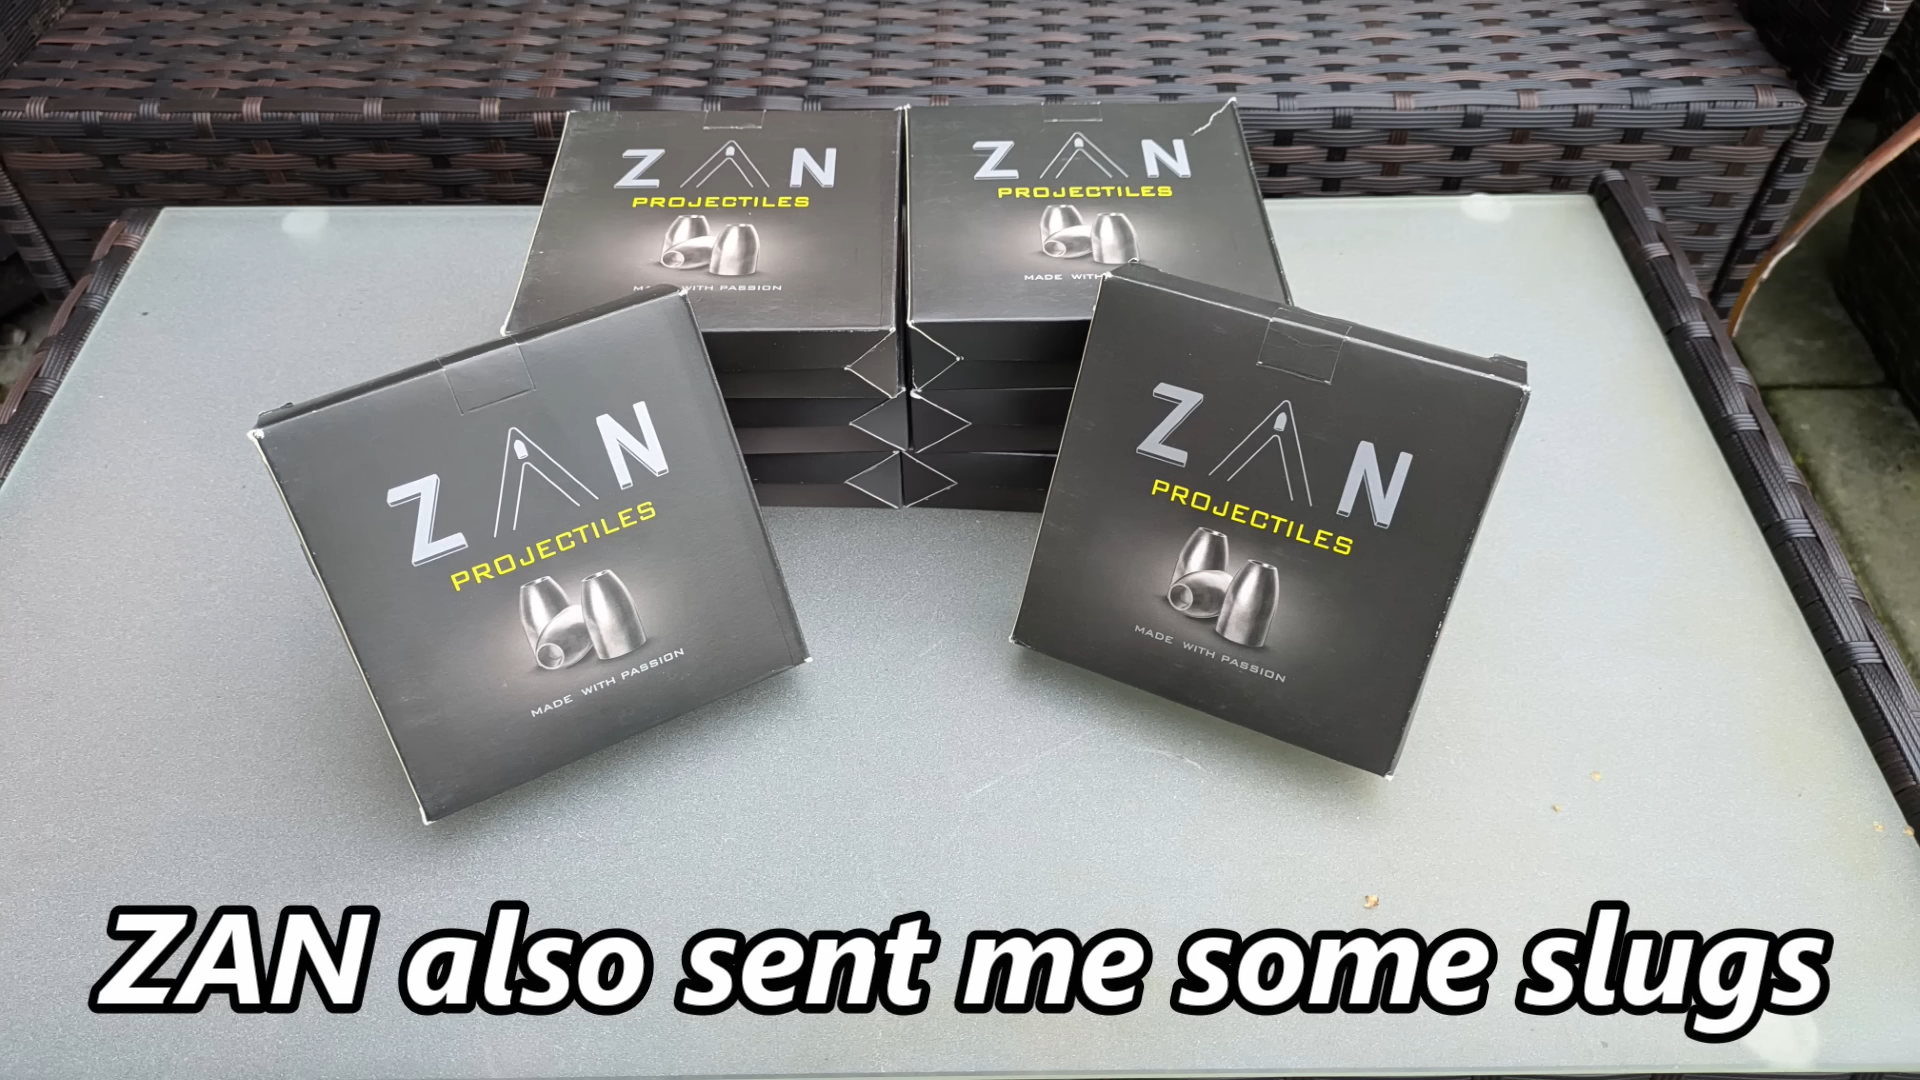 ZAN
PROJECTILES
MADE WITH PASSION
ZAN
PROJECTILES
MADE WITH
ZAN
PROJECTILES
MADE WITH PASSION
ZAN
PROJECTILES
MADE WITH PASSION
ZAN also sent me some slugs